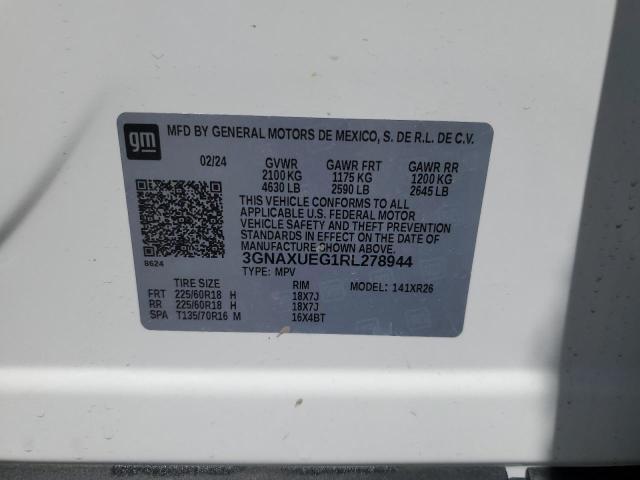 gm
MFD BY GENERAL MOTORS DE MEXICO, S. DE R.L. DE C.V.
02/24 GVWR GAWR FRT GAWR RR
2100 KG 1175 KG 1200 KG
4630 LB 2590 LB 2645 LB
THIS VEHICLE CONFORMS TO ALL
APPLICABLE U.S. FEDERAL MOTOR
VEHICLE SAFETY AND THEFT PREVENTION
STANDARDS IN EFFECT ON THE DATE OF
MANUFACTURE SHOWN ABOVE.
8624 3GNAXUEG1RL278944
TYPE: MPV
TIRE SIZE RIM MODEL: 141XR26
FRT 225/60R18 H 18X7J
RR 225/60R18 H 18X7J
SPA T135/70R16 M 16X4BT